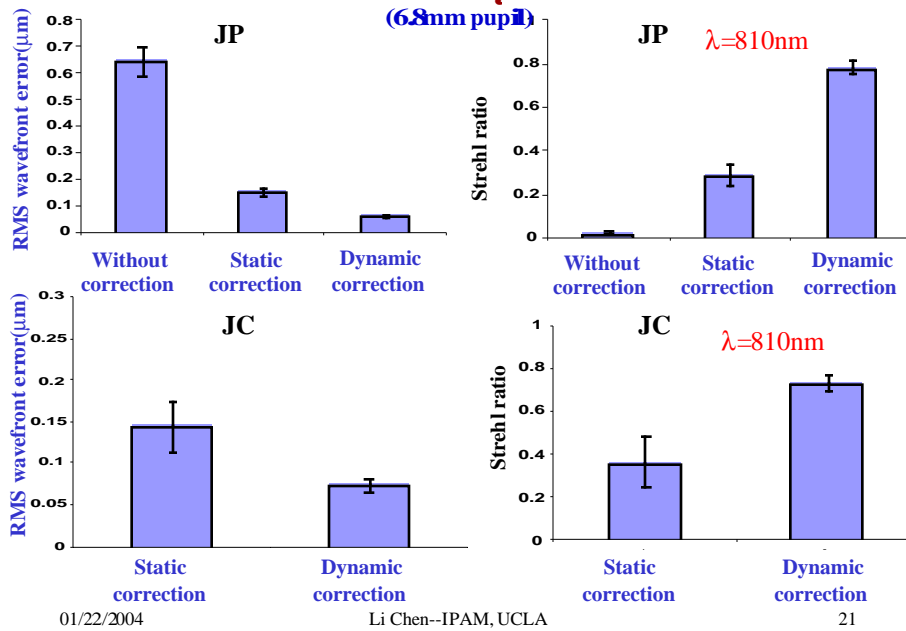 (6.8mm pupil)
JP
RMS wavefront error(μm)
0.8
0.7
0.6
0.5
0.4
0.3
0.2
0.1
0
Without correction
Static correction
Dynamic correction
JP
λ=810nm
Strehl ratio
0.8
0.6
0.4
0.2
0
Without correction
Static correction
Dynamic correction
JC
RMS wavefront error(μm)
0.3
0.25
0.2
0.15
0.1
0.05
0
Static correction
Dynamic correction
JC
λ=810nm
Strehl ratio
1
0.8
0.6
0.4
0.2
0
Static correction
Dynamic correction
01/22/2004
Li Chen--IPAM, UCLA
21